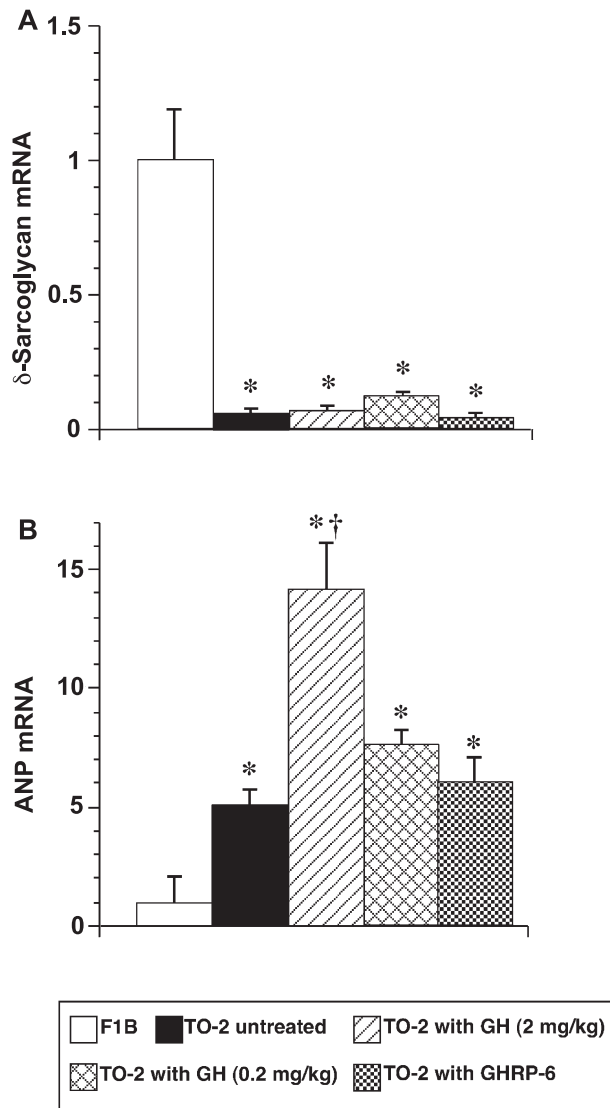 A
1.5
1
0.5
0
δ-Sarcoglycan mRNA
* * * *
B
15
10
5
0
ANP mRNA
* *† * *
F1B TO-2 untreated TO-2 with GH (2 mg/kg)
TO-2 with GH (0.2 mg/kg) TO-2 with GHRP-6